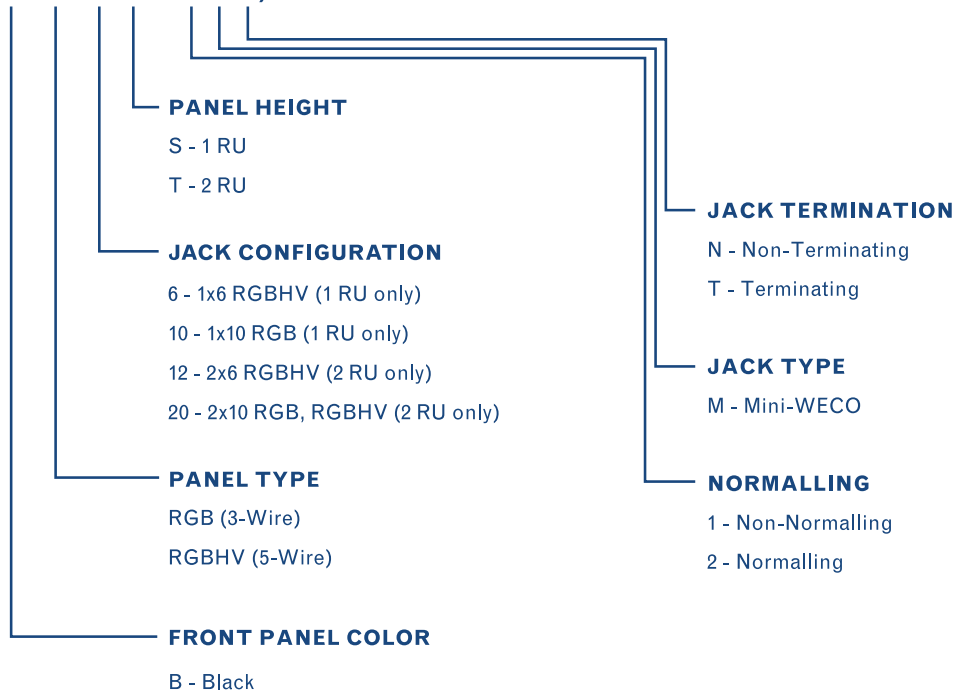 PANEL HEIGHT
S - 1 RU
T - 2 RU
JACK CONFIGURATION
6 - 1x6 RGBHV (1 RU only)
10 - 1x10 RGB (1 RU only)
12 - 2x6 RGBHV (2 RU only)
20 - 2x10 RGB, RGBHV (2 RU only)
PANEL TYPE
RGB (3-Wire)
RGBHV (5-Wire)
FRONT PANEL COLOR
B - Black
JACK TERMINATION
N - Non-Terminating
T - Terminating
JACK TYPE
M - Mini-WECO
NORMALLING
1 - Non-Normalling
2 - Normalling